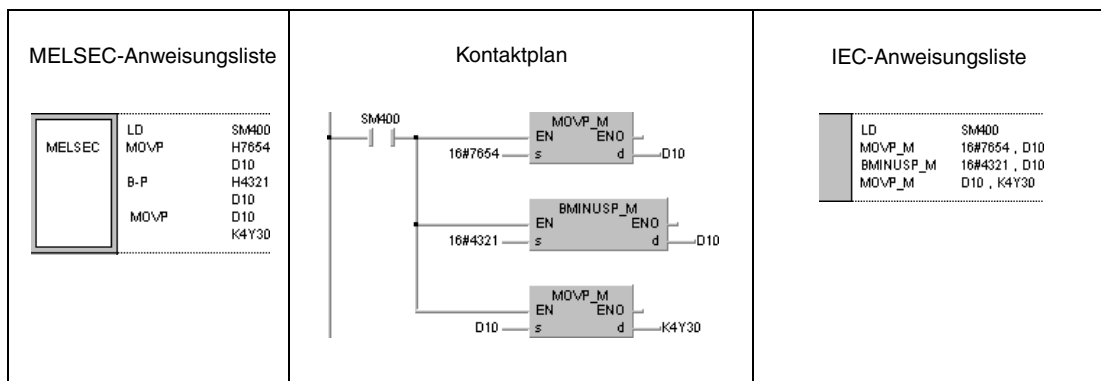 MELSEC-Anweisungsliste
MELSEC
LD SM400
MOVP H7654
D10
B-P H4321
D10
MOVP D10
K4Y30
Kontaktplan
SM400
MOVP_M
EN ENO
16#7654 s d D10
BMINUSP_M
EN ENO
16#4321 s d D10
MOVP_M
EN ENO
D10 s d K4Y30
IEC-Anweisungsliste
LD SM400
MOVP_M 16#7654 , D10
BMINUSP_M 16#4321 , D10
MOVP_M D10 , K4Y30